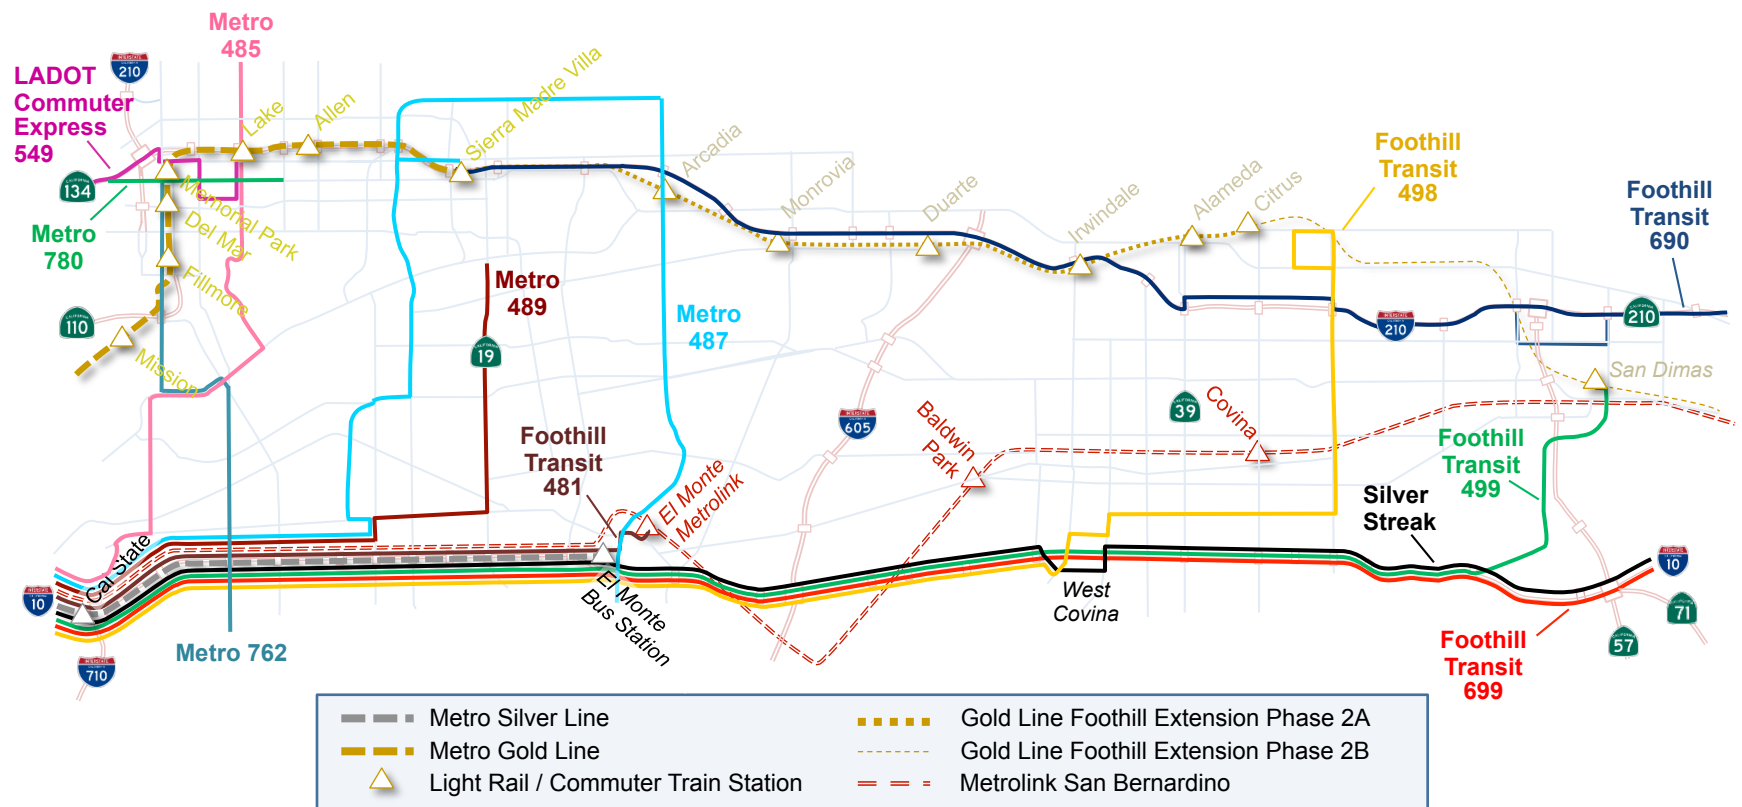 Metro
485
LADOT
Commuter
Express
549
210
Lake
Allen
Sierra Madre Villa
134
Metro
780
Memorial Park
Del Mar
Fillmore
110
Mission
Arcadia
Monrovia
Duarte
Irwindale
Alameda
Citrus
Foothill
Transit
498
Foothill
Transit
690
Metro
489
19
Metro
487
210
210
San Dimas
605
39
Baldwin
Park
Covina
Foothill
Transit
481
El Monte
Metrolink
Foothill
Transit
499
Silver
Streak
Cal State
10
10
El Monte
Bus Station
West
Covina
71
57
Metro 762
710
Foothill
Transit
699
Metro Silver Line
Metro Gold Line
Light Rail / Commuter Train Station
Gold Line Foothill Extension Phase 2A
Gold Line Foothill Extension Phase 2B
Metrolink San Bernardino